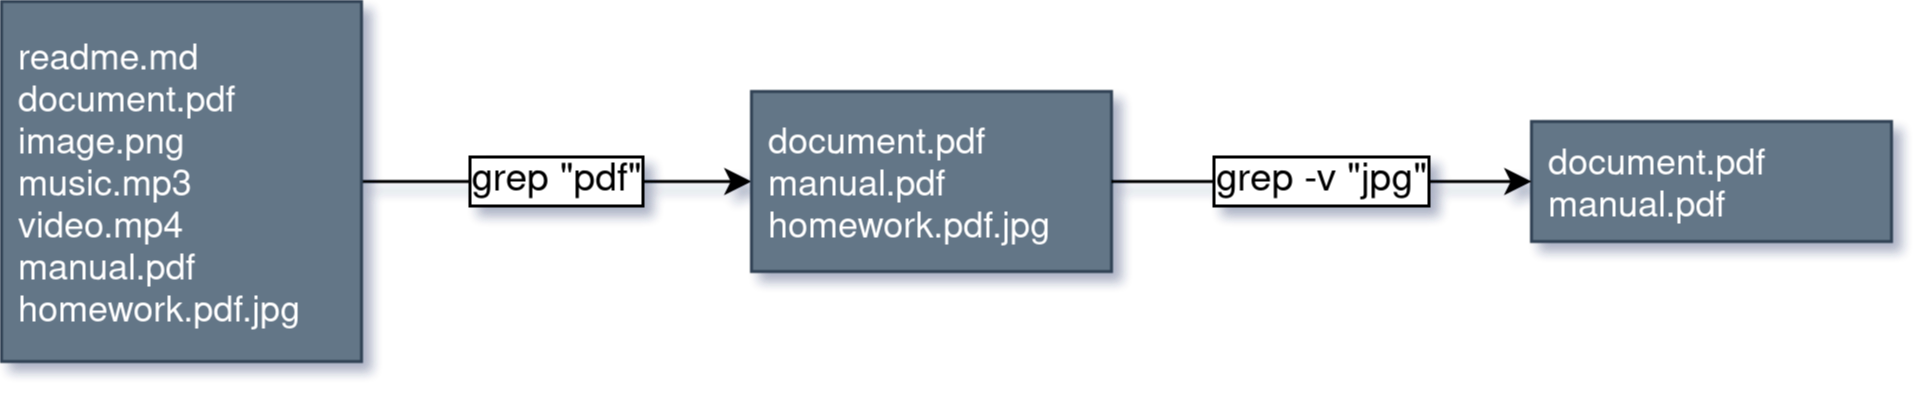 readme.md
document.pdf
image.png
music.mp3
video.mp4
manual.pdf
homework.pdf.jpg
grep "pdf"
document.pdf
manual.pdf
homework.pdf.jpg
grep -v "jpg"
document.pdf
manual.pdf